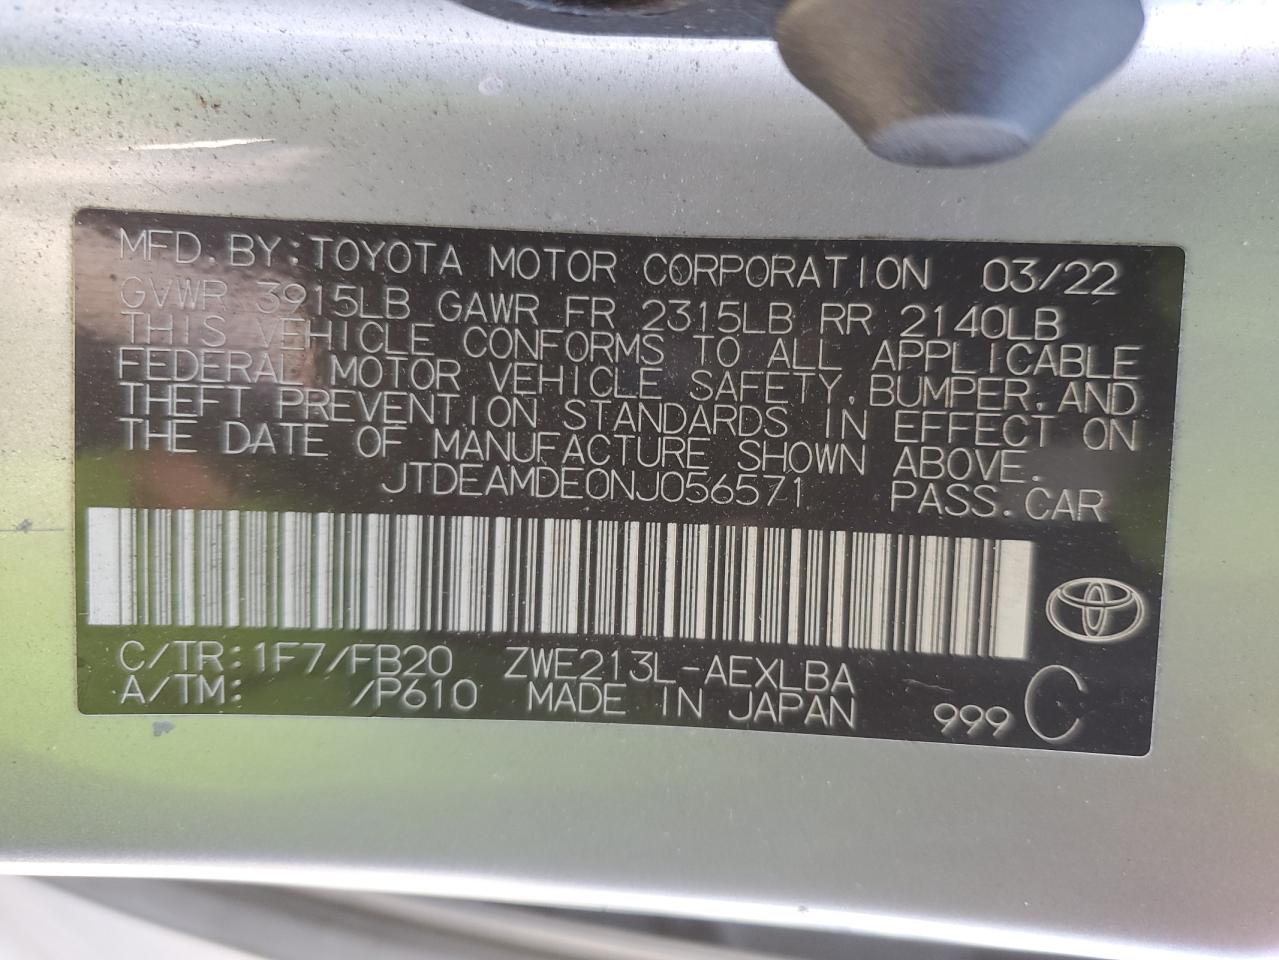 MFD. BY: TOYOTA MOTOR CORPORATION 03/22
GVWR 3915LB GAWR FR 2315LB RR 2140LB
THIS VEHICLE CONFORMS TO ALL APPLICABLE
FEDERAL MOTOR VEHICLE SAFETY, BUMPER, AND
THEFT PREVENTION STANDARDS IN EFFECT ON
THE DATE OF MANUFACTURE SHOWN ABOVE.
JTDEAMDE0NJ056571 PASS. CAR
C/TR: 1F7/FB20 ZWE213L-AEXLBA
A/TM: /P610 MADE IN JAPAN 999 C